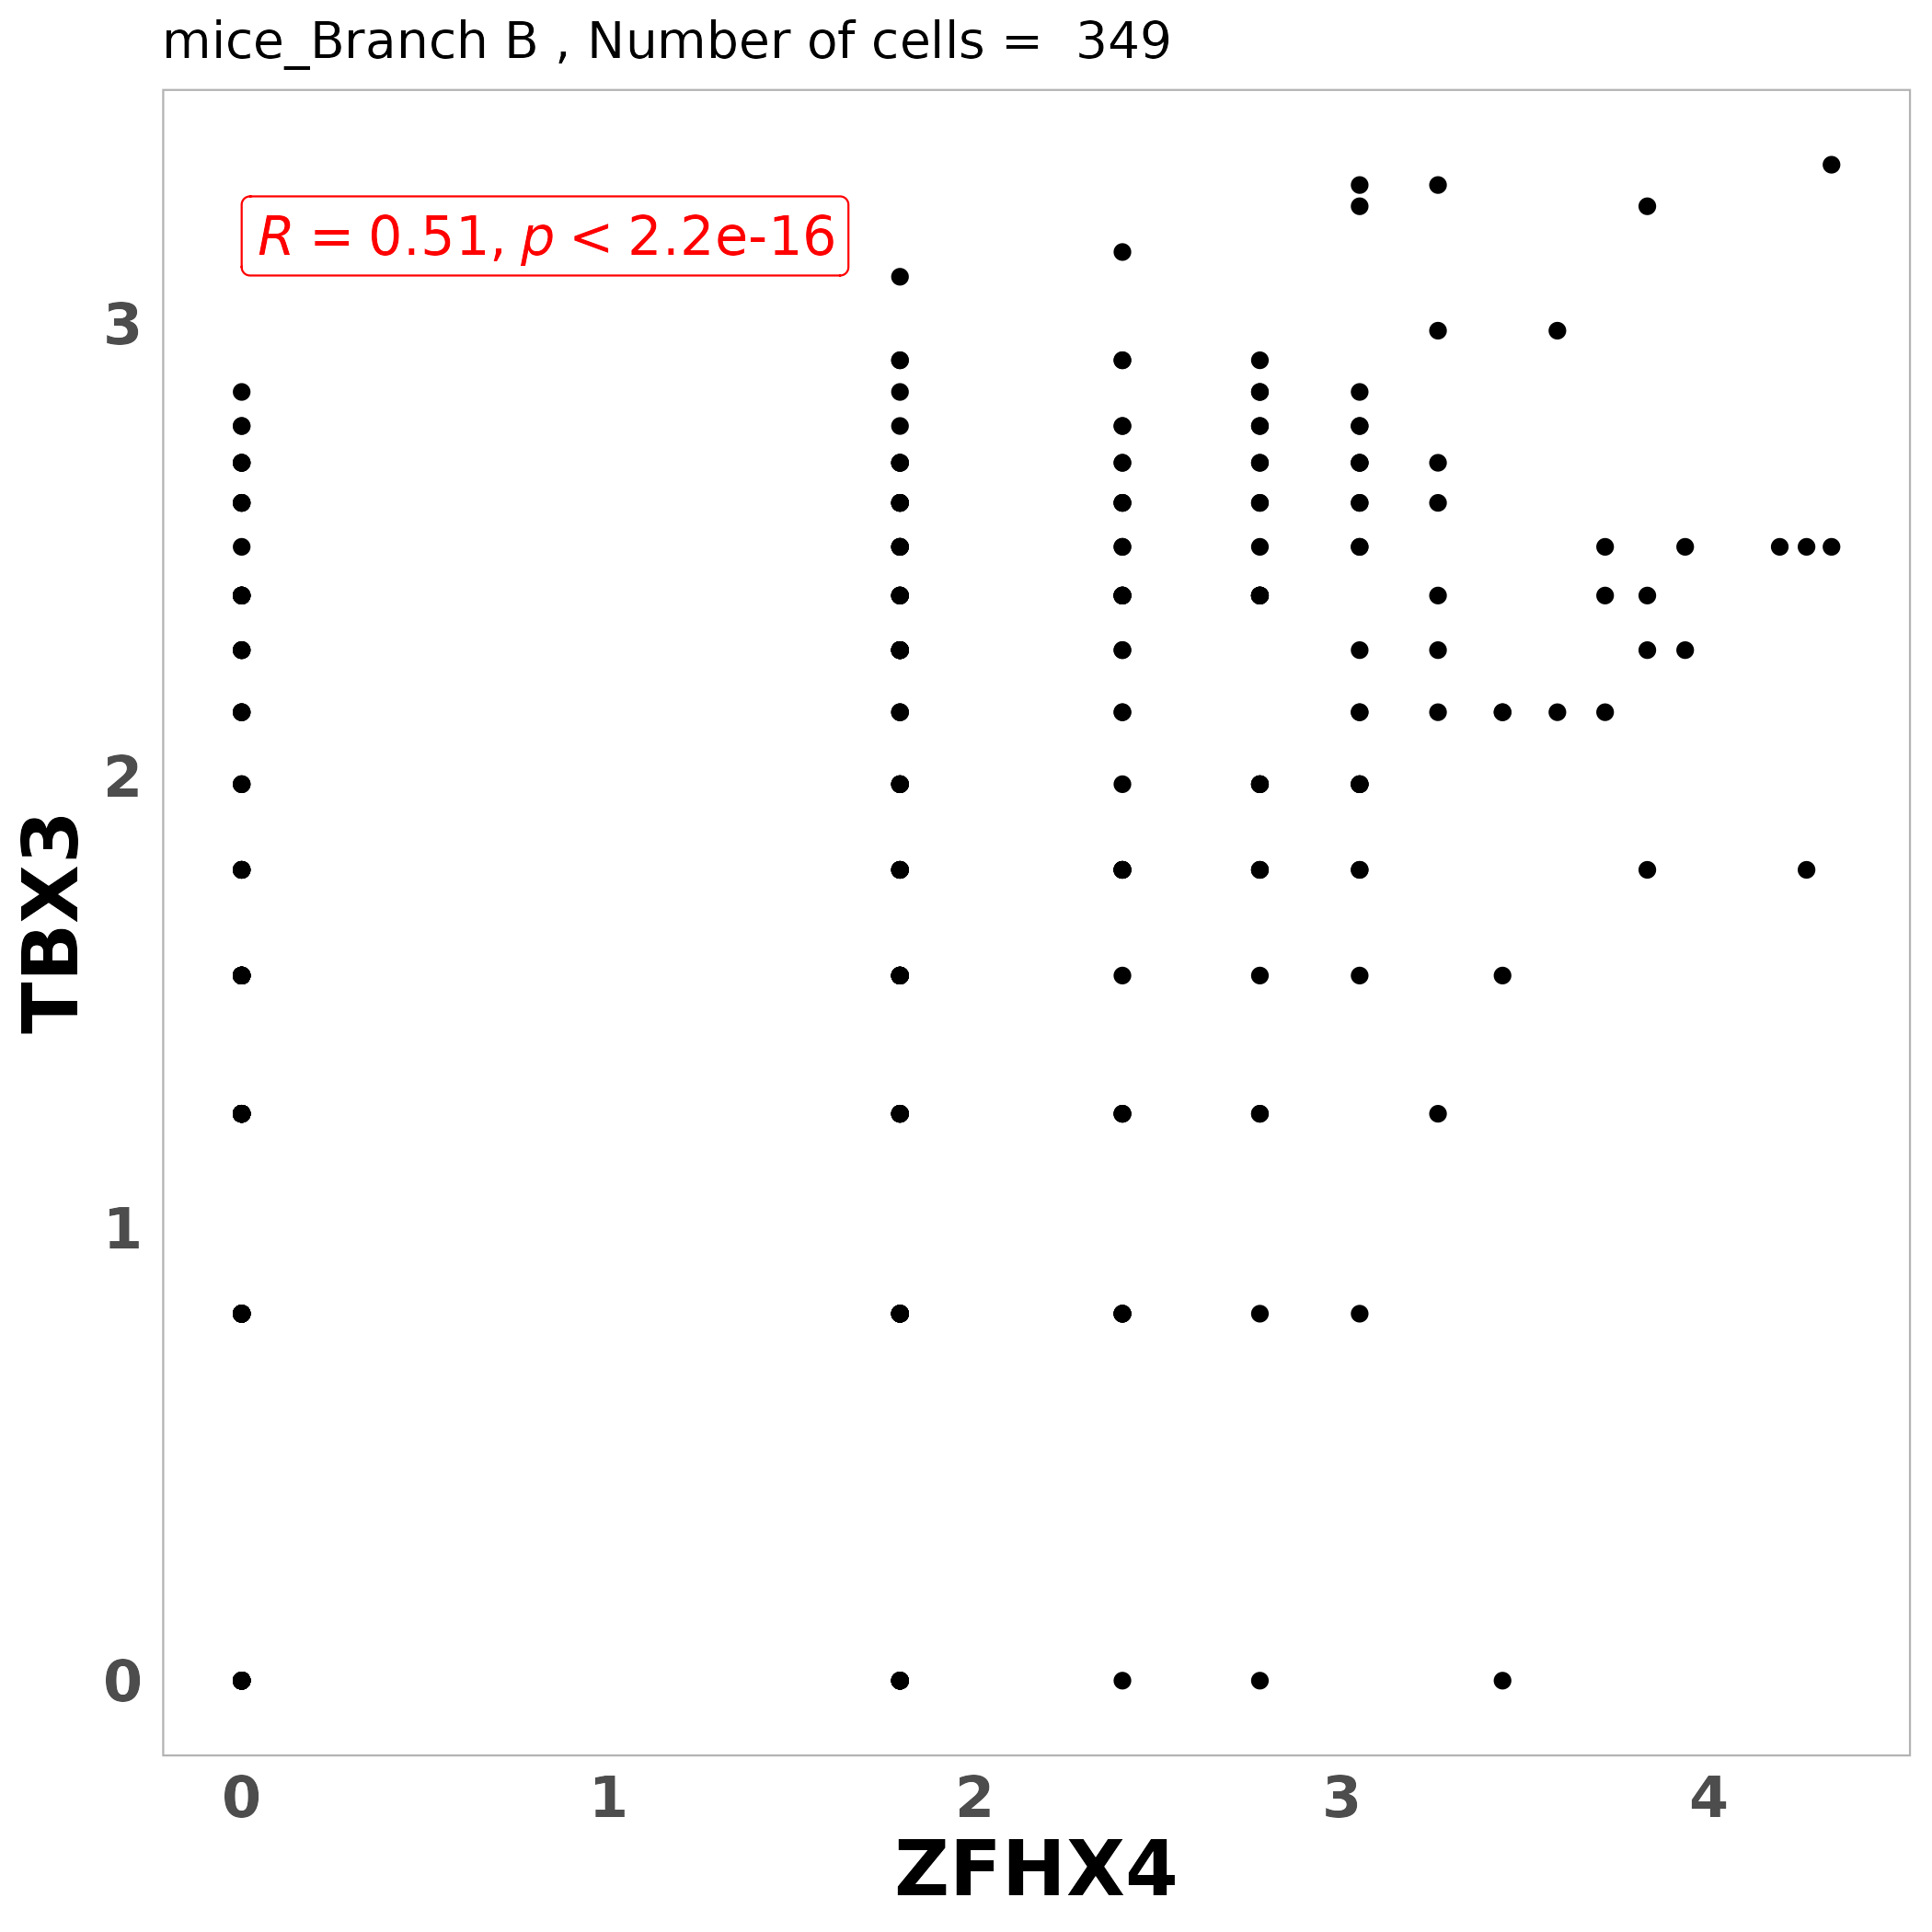 mice_Branch B , Number of cells =  349
R = 0.51, p < 2.2e-16
3
2
1
0
TBX3
0 1 2 3 4
ZFHX4